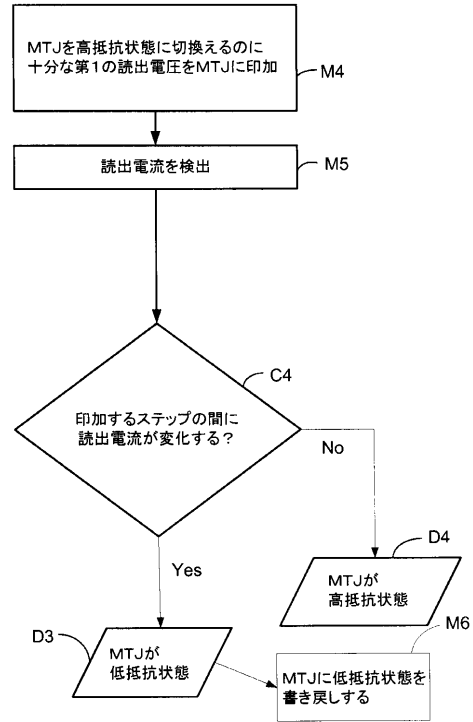 MTJを高抵抗状態に切換えるのに
十分な第1の読出電圧をMTJに印加
M4
読出電流を検出
M5
C4
印加するステップの間に
読出電流が変化する?
No
Yes
D4
MTJが
高抵抗状態
D3
MTJが
低抵抗状態
M6
MTJに低抵抗状態を
書き戻しする